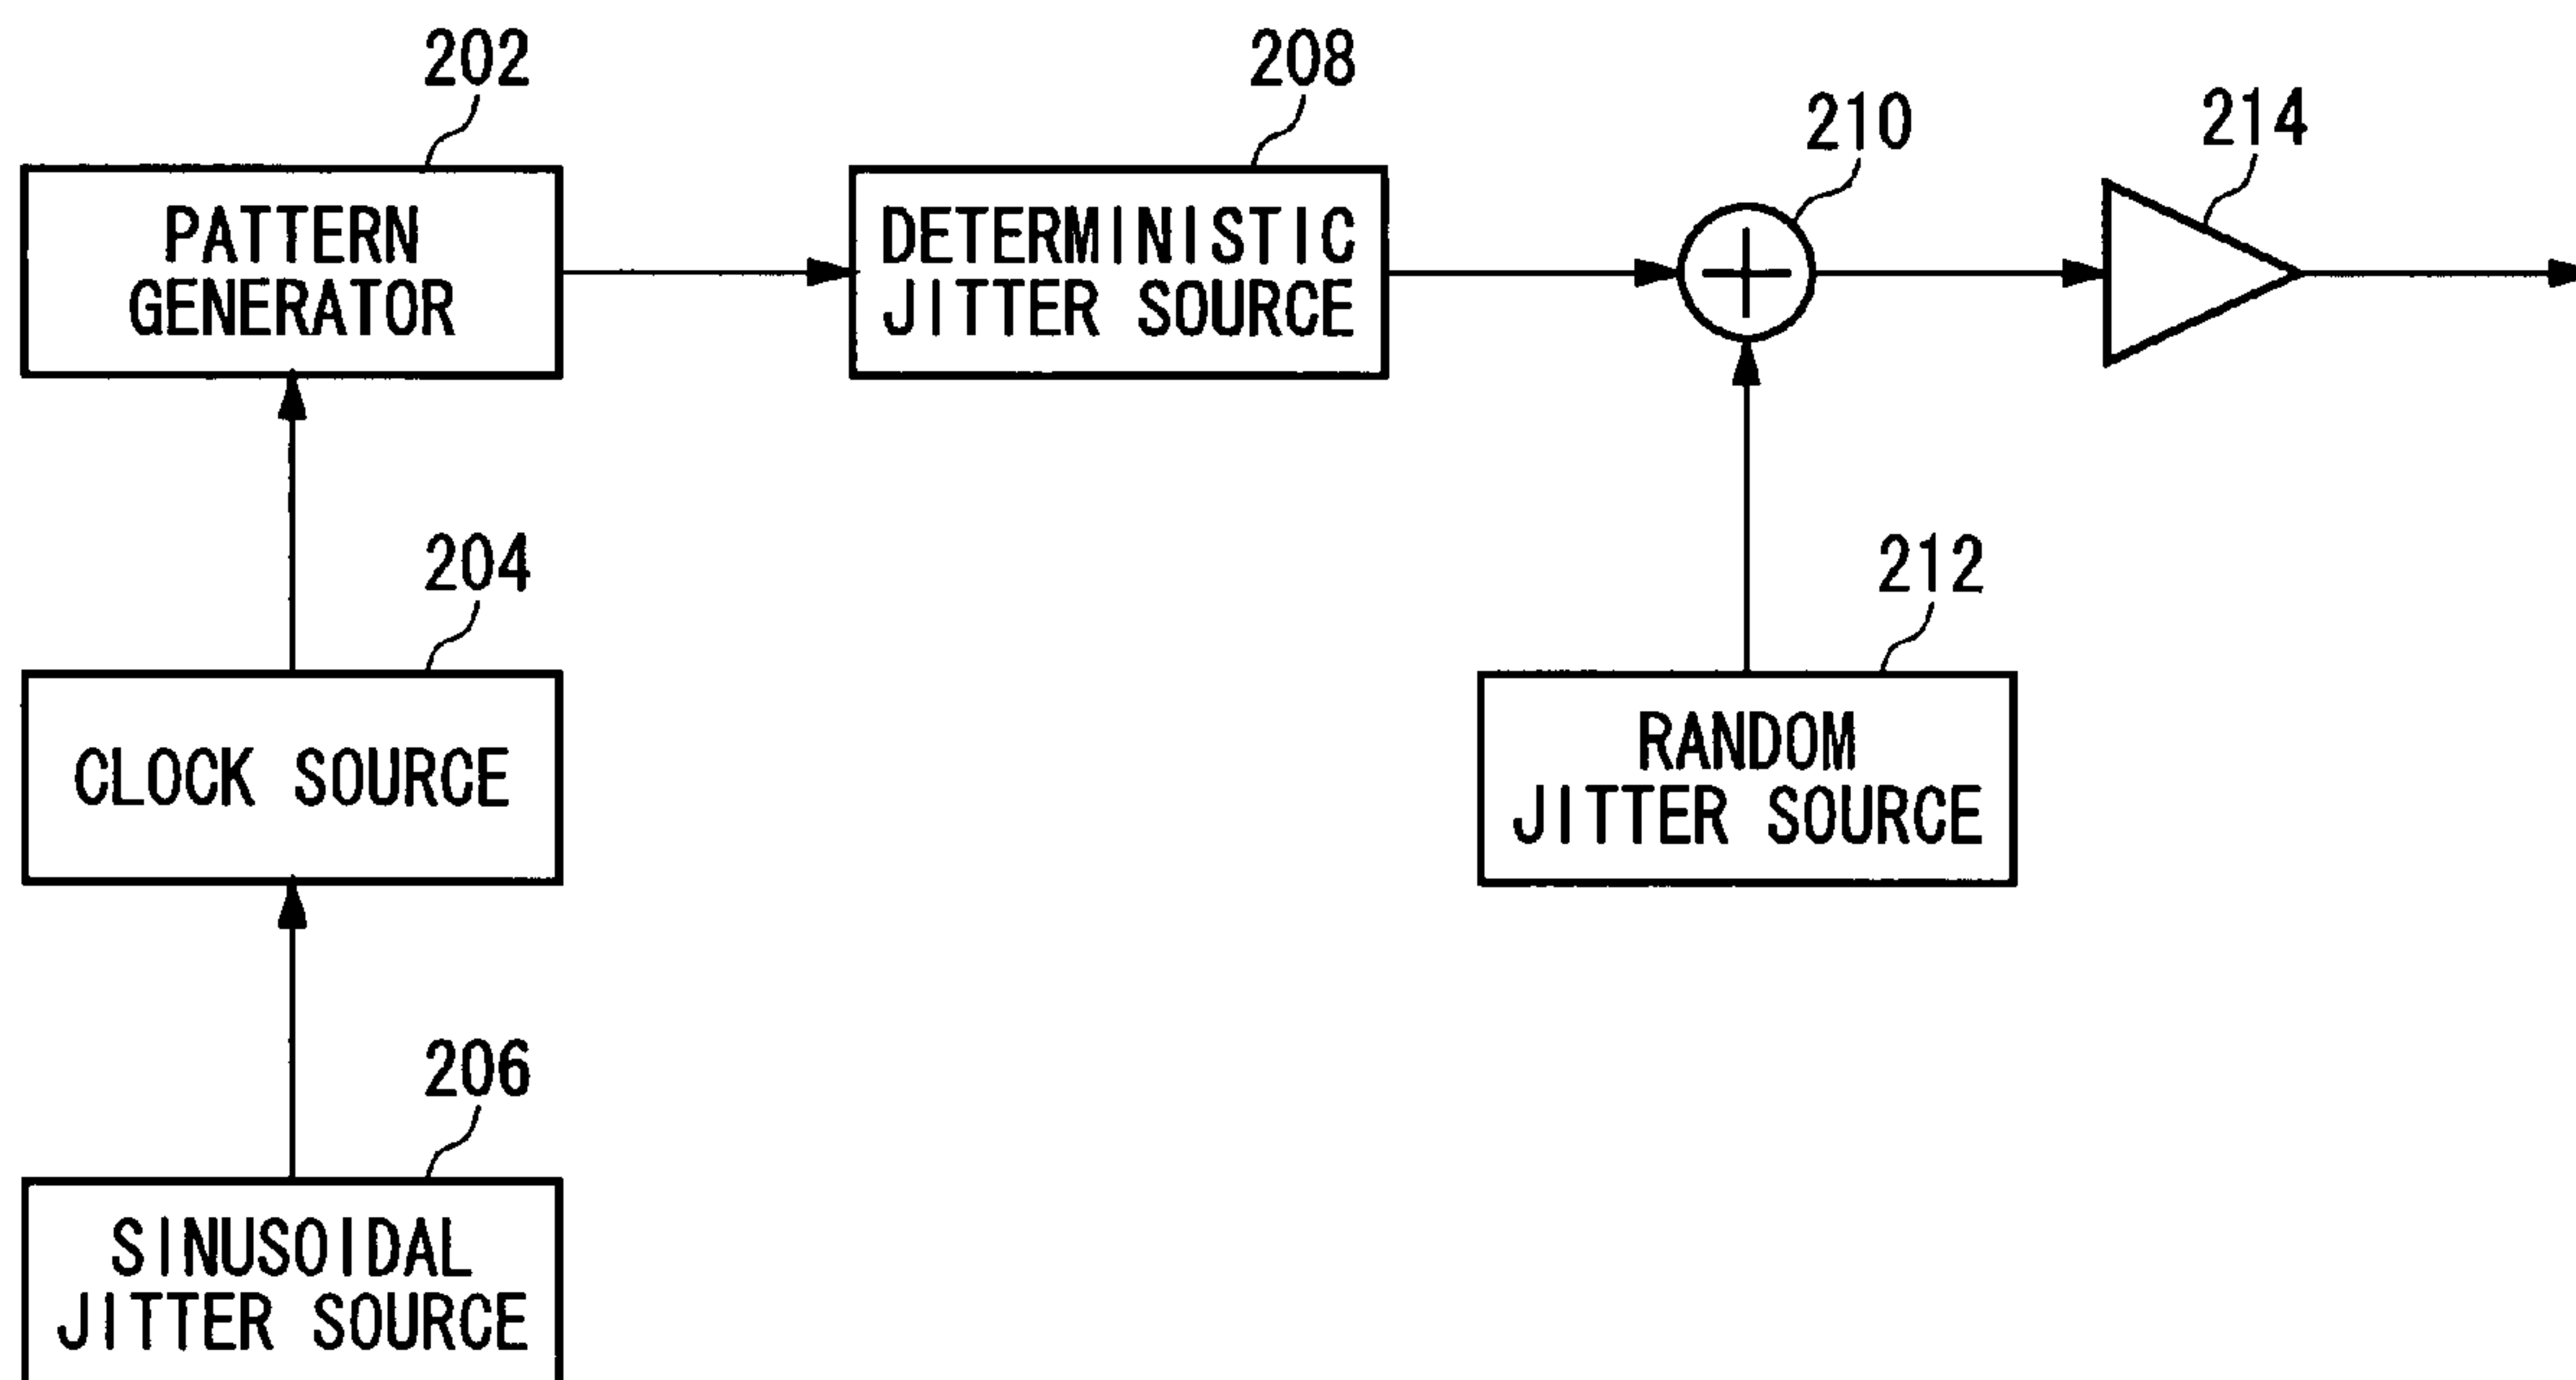 202
208
210
214
PATTERN
GENERATOR
DETERMINISTIC
JITTER SOURCE
204
212
CLOCK SOURCE
RANDOM
JITTER SOURCE
206
SINUSOIDAL
JITTER SOURCE